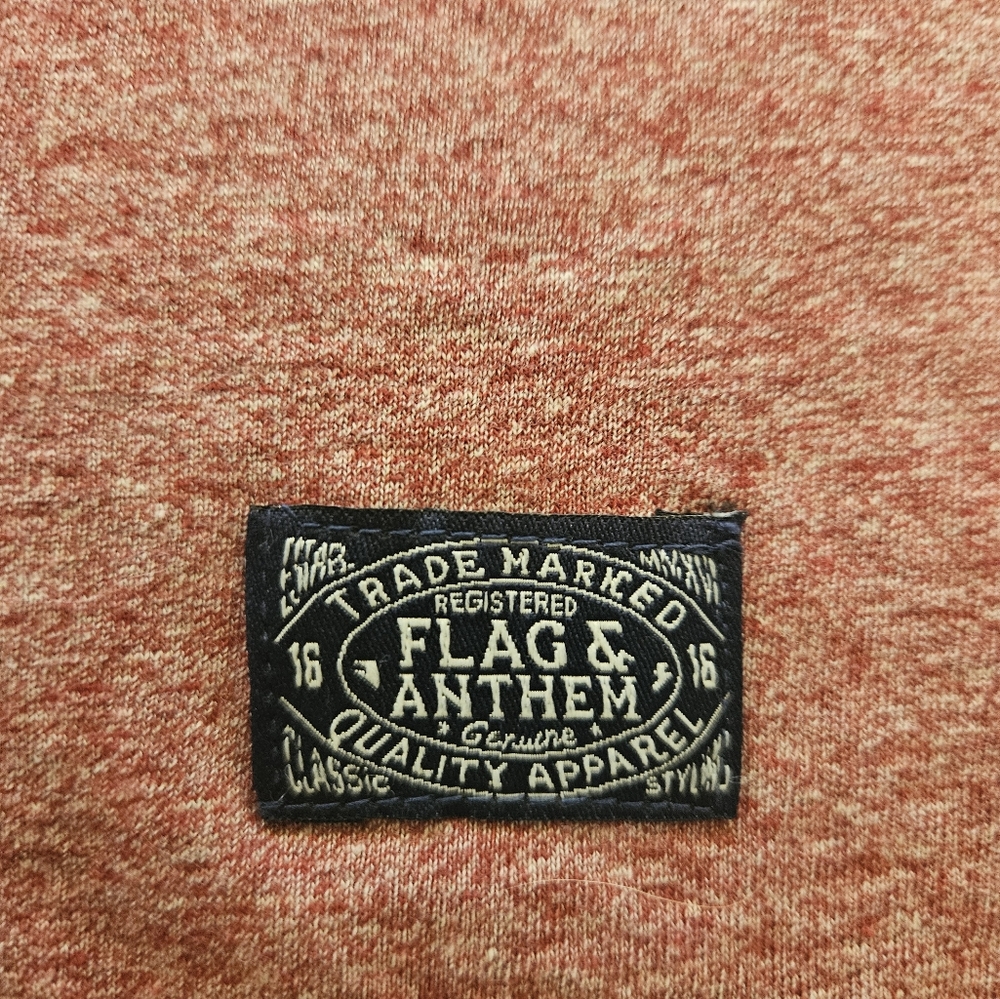 ESTAB.
MMXVI
TRADE MARKED
REGISTERED
16
FLAG &
ANTHEM
16
Genuine
QUALITY APPAREL
CLASSIC
STYLING